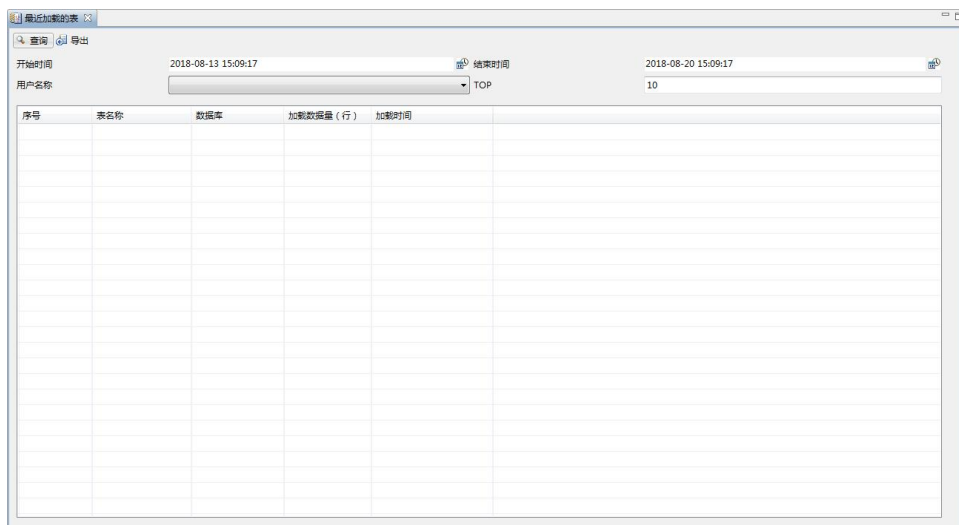 最近加载的表
查询 导出
开始时间 2018-08-13 15:09:17 结束时间 2018-08-20 15:09:17
用户名称 TOP 10
序号 表名称 数据库 加载数据量（行） 加载时间